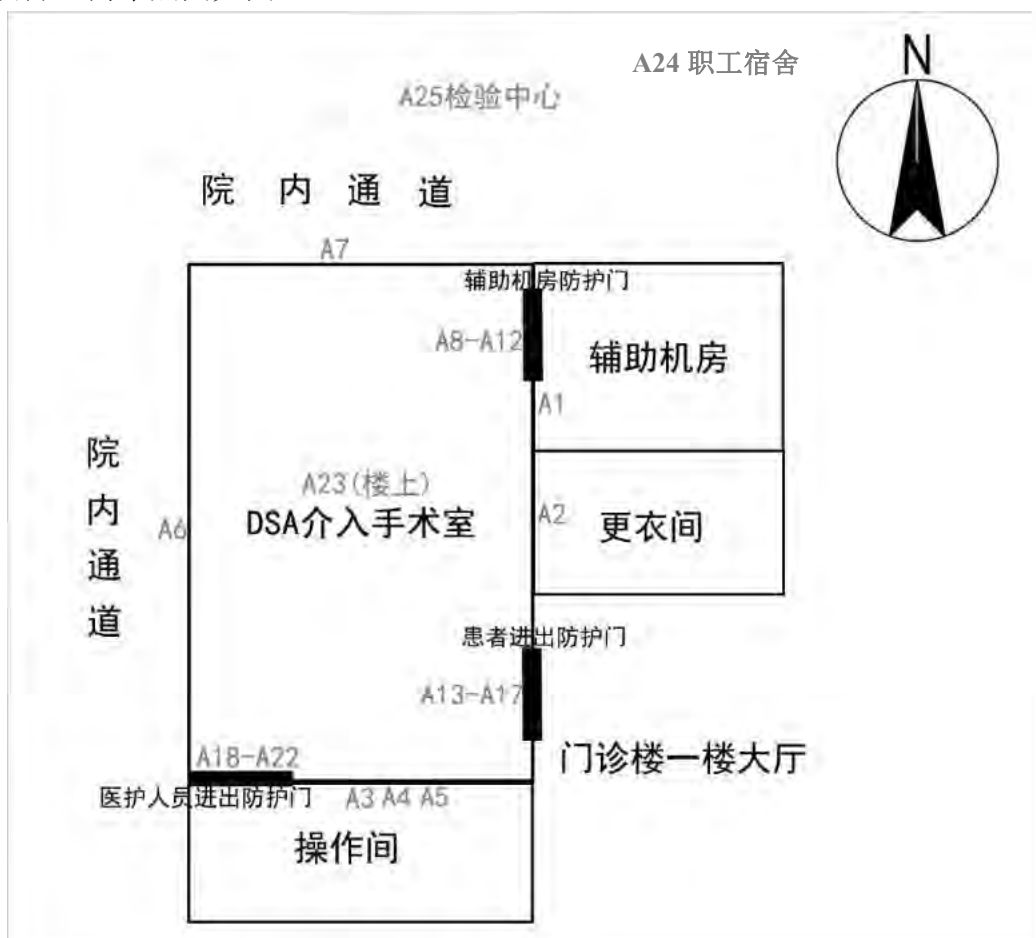 A24 职工宿舍
N
A25检验中心
院 内 通 道
A7
辅助机房防护门
A8-A12
辅助机房
A1
院内通道
A23(楼上)
A2
A6
DSA介入手术室
更衣间
患者进出防护门
A13-A17
门诊楼一楼大厅
A18-A22
医护人员进出防护门
A3 A4 A5
操作间